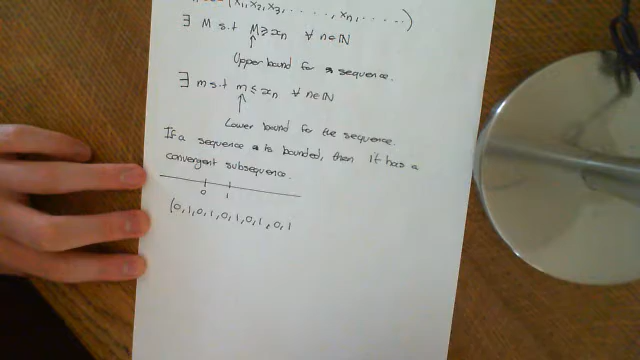 (x₁, x₂, x₃, ....., xₙ, .....)
∃ M s.t M ≥ xₙ ∀ n ∈ ℕ
↑
Upper bound for a sequence.
∃ m s.t m ≤ xₙ ∀ n ∈ ℕ
↑
Lower bound for the sequence.
If a sequence is bounded, then it has a
convergent subsequence.
0 1
(0, 1, 0, 1, 0, 1, 0, 1, 0, 1